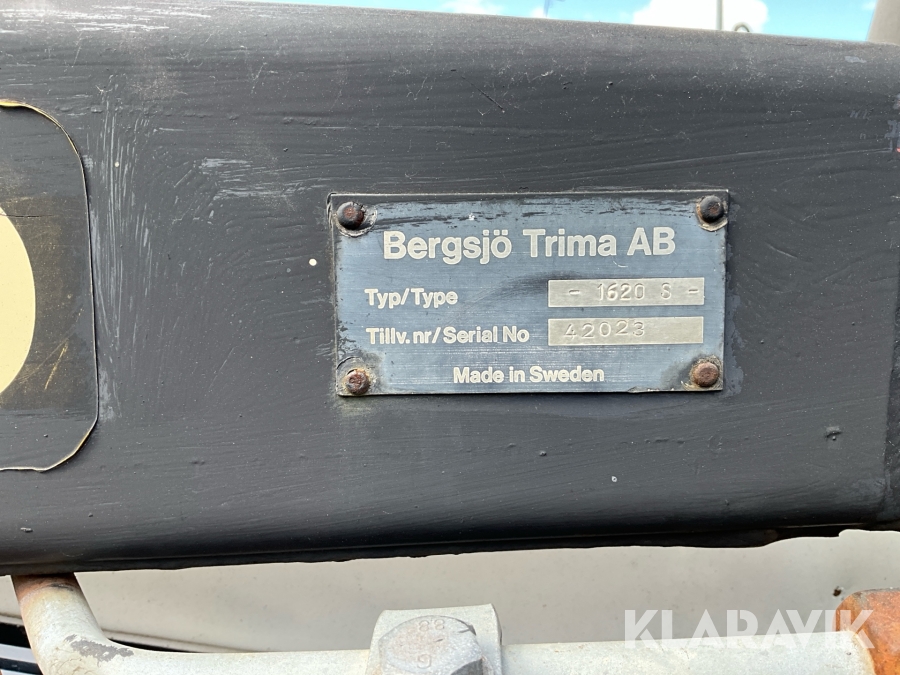 Bergsjö Trima AB
Typ/Type - 1620 S -
Tillv.nr/Serial No 42023
Made in Sweden
KLARAVIK